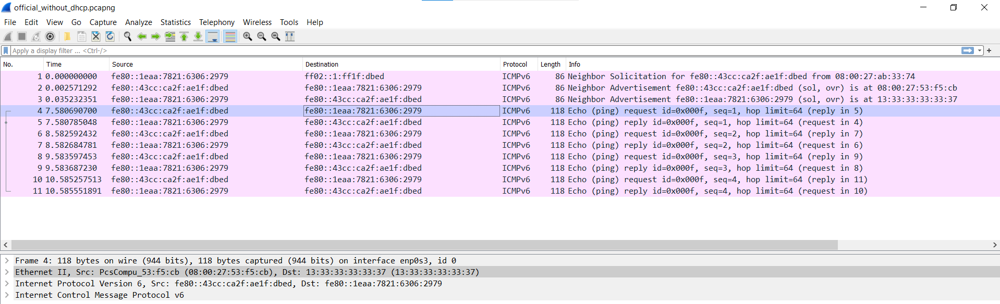 official_without_dhcp.pcapng
File Edit View Go Capture Analyze Statistics Telephony Wireless Tools Help
Apply a display filter ... <Ctrl-/>
No. Time Source Destination Protocol Length Info
1 0.000000000 fe80::1eaa:7821:6306:2979 ff02::1:ff1f:dbed ICMPv6 86 Neighbor Solicitation for fe80::43cc:ca2f:ae1f:dbed from 08:00:27:ab:33:74
2 0.002571292 fe80::43cc:ca2f:ae1f:dbed fe80::1eaa:7821:6306:2979 ICMPv6 86 Neighbor Advertisement fe80::43cc:ca2f:ae1f:dbed (sol, ovr) is at 08:00:27:53:f5:cb
3 0.035232351 fe80::1eaa:7821:6306:2979 fe80::43cc:ca2f:ae1f:dbed ICMPv6 86 Neighbor Advertisement fe80::1eaa:7821:6306:2979 (sol, ovr) is at 13:33:33:33:33:37
4 7.580690700 fe80::43cc:ca2f:ae1f:dbed fe80::1eaa:7821:6306:2979 ICMPv6 118 Echo (ping) request id=0x000f, seq=1, hop limit=64 (reply in 5)
5 7.580785048 fe80::1eaa:7821:6306:2979 fe80::43cc:ca2f:ae1f:dbed ICMPv6 118 Echo (ping) reply id=0x000f, seq=1, hop limit=64 (request in 4)
6 8.582592432 fe80::43cc:ca2f:ae1f:dbed fe80::1eaa:7821:6306:2979 ICMPv6 118 Echo (ping) request id=0x000f, seq=2, hop limit=64 (reply in 7)
7 8.582684781 fe80::1eaa:7821:6306:2979 fe80::43cc:ca2f:ae1f:dbed ICMPv6 118 Echo (ping) reply id=0x000f, seq=2, hop limit=64 (request in 6)
8 9.583597453 fe80::43cc:ca2f:ae1f:dbed fe80::1eaa:7821:6306:2979 ICMPv6 118 Echo (ping) request id=0x000f, seq=3, hop limit=64 (reply in 9)
9 9.583687230 fe80::1eaa:7821:6306:2979 fe80::43cc:ca2f:ae1f:dbed ICMPv6 118 Echo (ping) reply id=0x000f, seq=3, hop limit=64 (request in 8)
10 10.585257513 fe80::43cc:ca2f:ae1f:dbed fe80::1eaa:7821:6306:2979 ICMPv6 118 Echo (ping) request id=0x000f, seq=4, hop limit=64 (reply in 11)
11 10.585551891 fe80::1eaa:7821:6306:2979 fe80::43cc:ca2f:ae1f:dbed ICMPv6 118 Echo (ping) reply id=0x000f, seq=4, hop limit=64 (request in 10)
Frame 4: 118 bytes on wire (944 bits), 118 bytes captured (944 bits) on interface enp0s3, id 0
Ethernet II, Src: PcsCompu_53:f5:cb (08:00:27:53:f5:cb), Dst: 13:33:33:33:33:37 (13:33:33:33:33:37)
Internet Protocol Version 6, Src: fe80::43cc:ca2f:ae1f:dbed, Dst: fe80::1eaa:7821:6306:2979
Internet Control Message Protocol v6